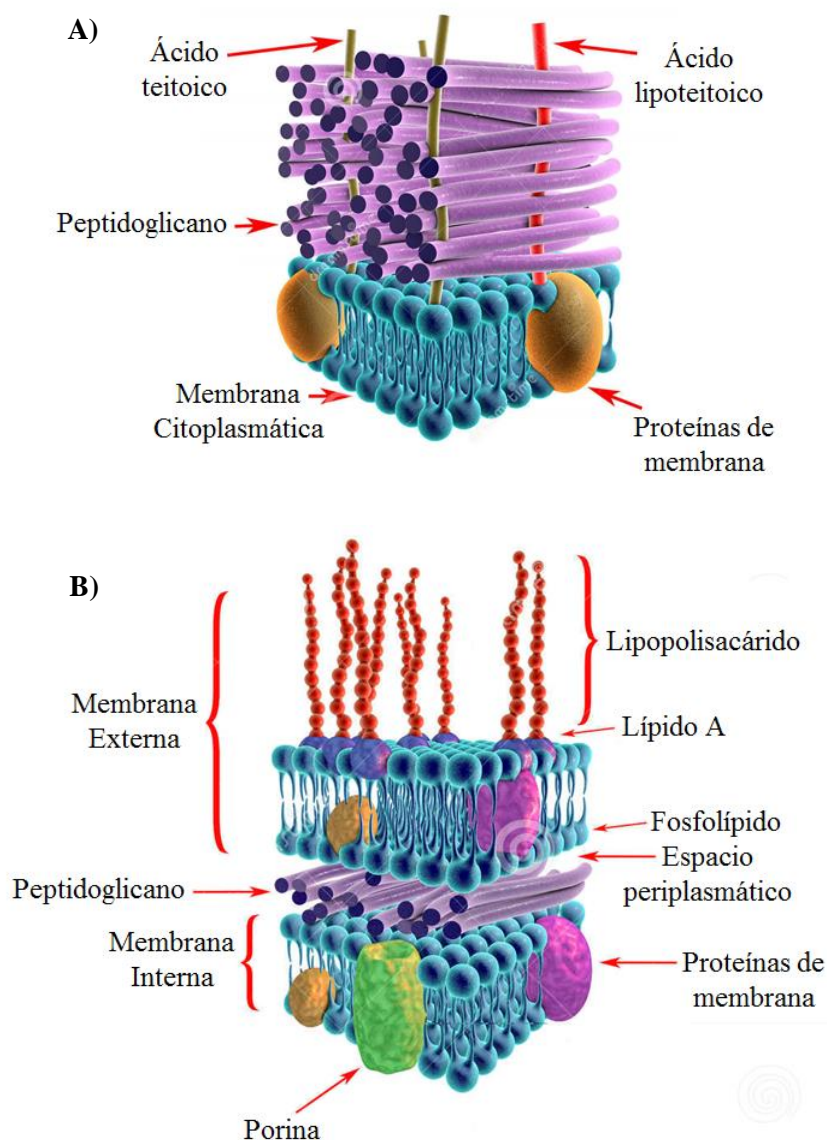 A)
Ácido
teitoico
Ácido
lipoteitoico
Peptidoglicano
Membrana
Citoplasmática
Proteínas de
membrana
B)
Membrana
Externa
Lipopolisacárido
Lípido A
Fosfolípido
Espacio
periplasmático
Peptidoglicano
Membrana
Interna
Proteínas de
membrana
Porina